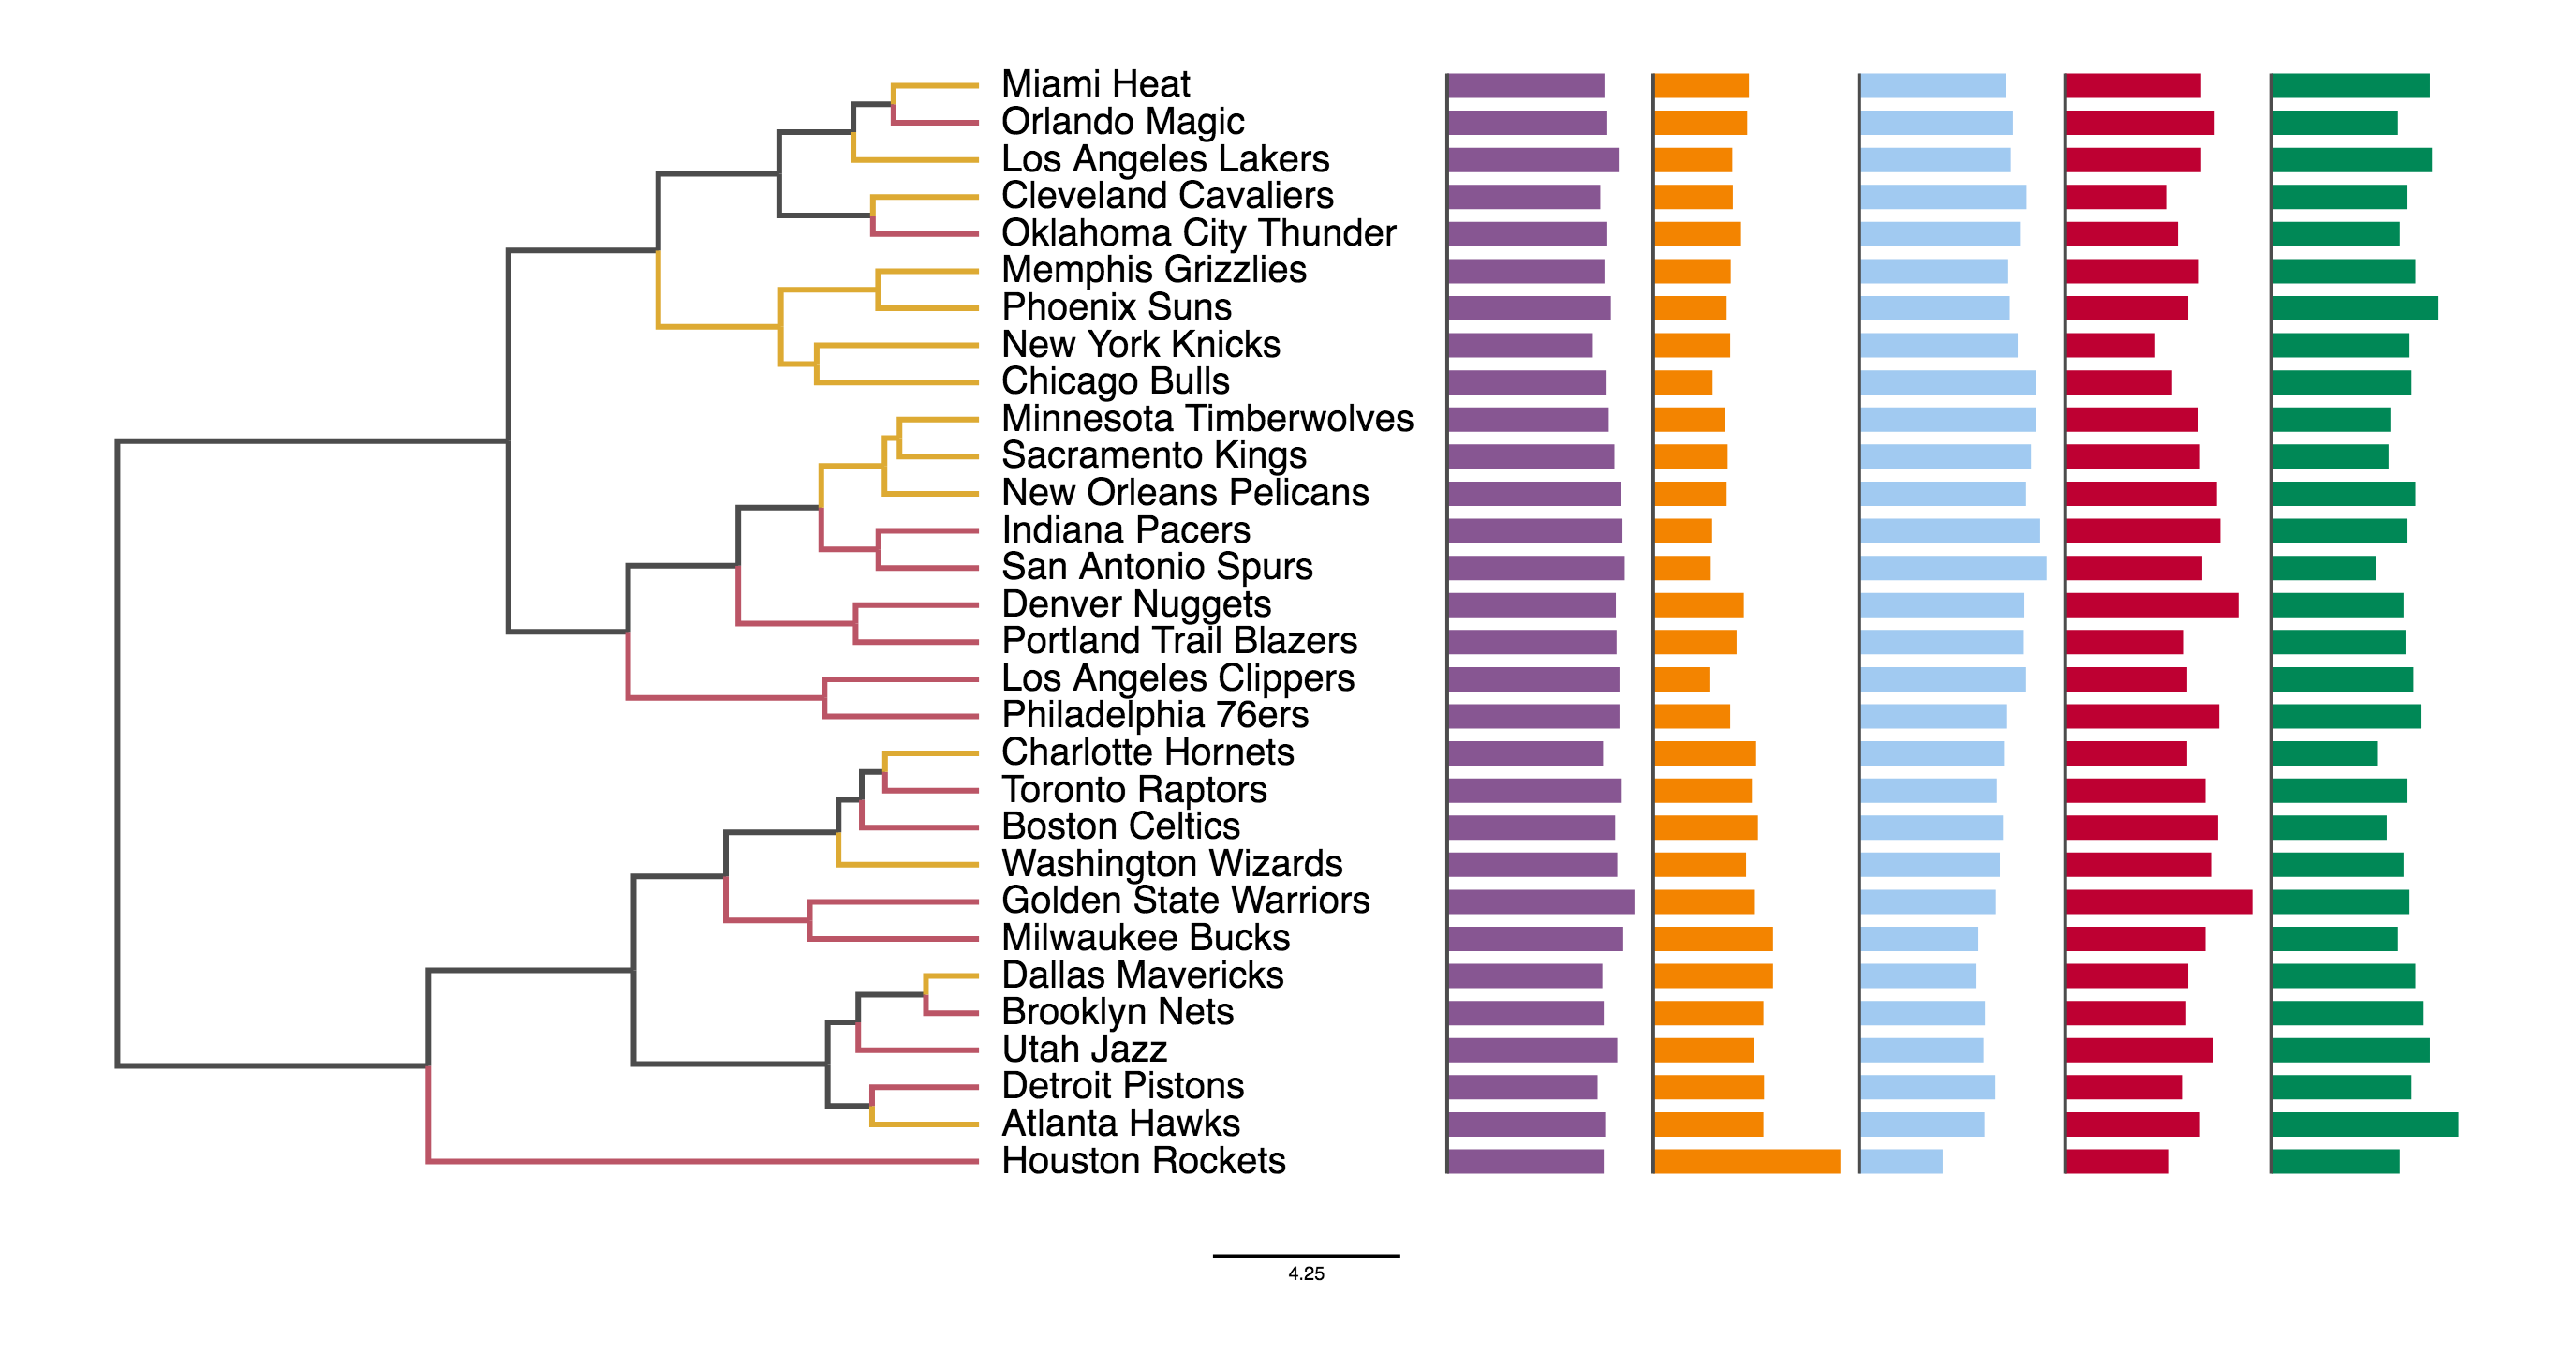 Miami Heat
Orlando Magic
Los Angeles Lakers
Cleveland Cavaliers
Oklahoma City Thunder
Memphis Grizzlies
Phoenix Suns
New York Knicks
Chicago Bulls
Minnesota Timberwolves
Sacramento Kings
New Orleans Pelicans
Indiana Pacers
San Antonio Spurs
Denver Nuggets
Portland Trail Blazers
Los Angeles Clippers
Philadelphia 76ers
Charlotte Hornets
Toronto Raptors
Boston Celtics
Washington Wizards
Golden State Warriors
Milwaukee Bucks
Dallas Mavericks
Brooklyn Nets
Utah Jazz
Detroit Pistons
Atlanta Hawks
Houston Rockets
4.25